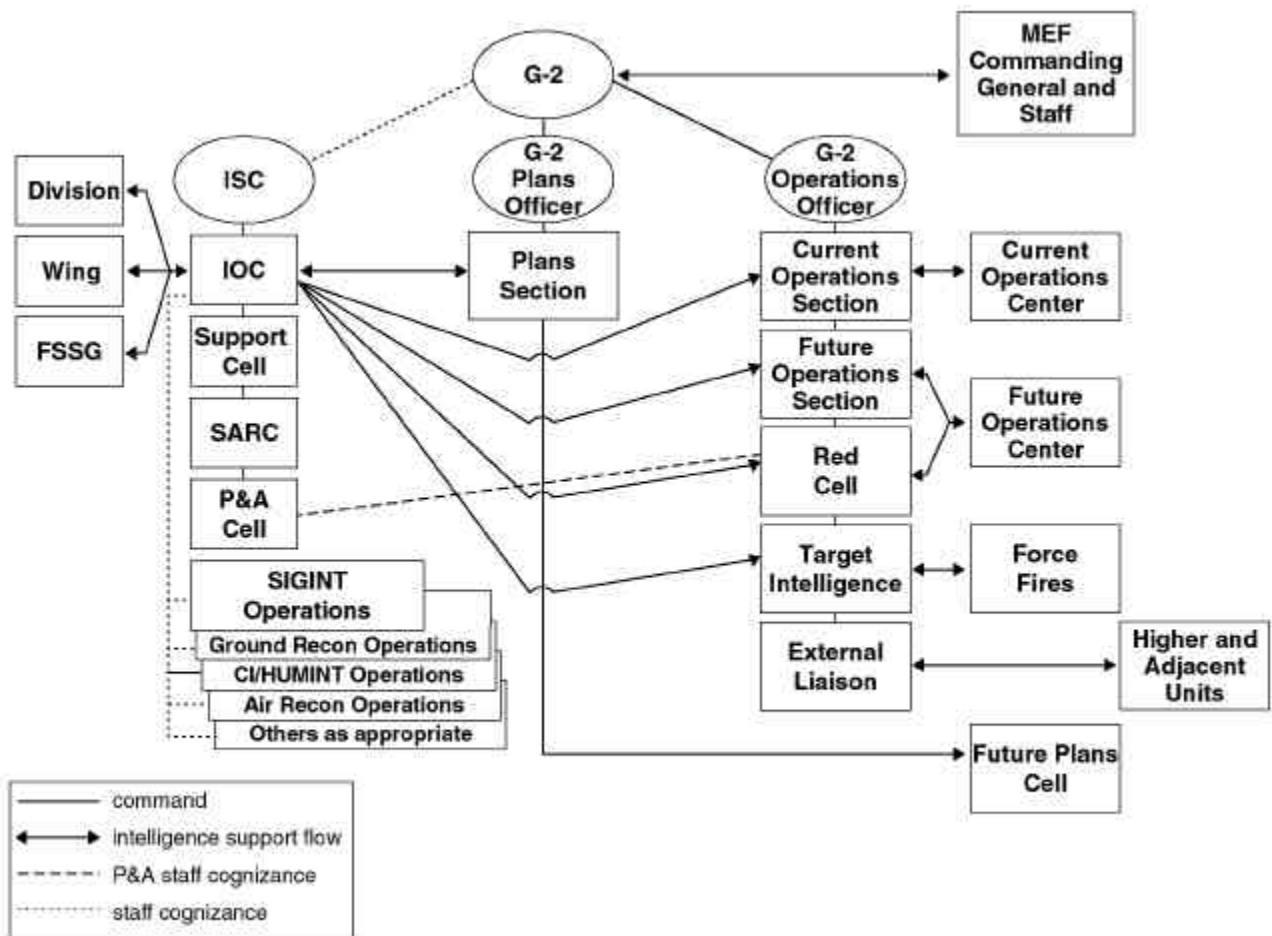 G-2
MEF
Commanding
General and
Staff
ISC
G-2
Plans
Officer
G-2
Operations
Officer
Division
Wing
FSSG
IOC
Support
Cell
SARC
P&A
Cell
Plans
Section
Current
Operations
Section
Current
Operations
Center
Future
Operations
Section
Future
Operations
Center
Red
Cell
Target
Intelligence
Force
Fires
External
Liaison
Higher and
Adjacent
Units
SIGINT
Operations
Ground Recon Operations
CI/HUMINT Operations
Air Recon Operations
Others as appropriate
Future Plans
Cell
command
intelligence support flow
P&A staff cognizance
staff cognizance